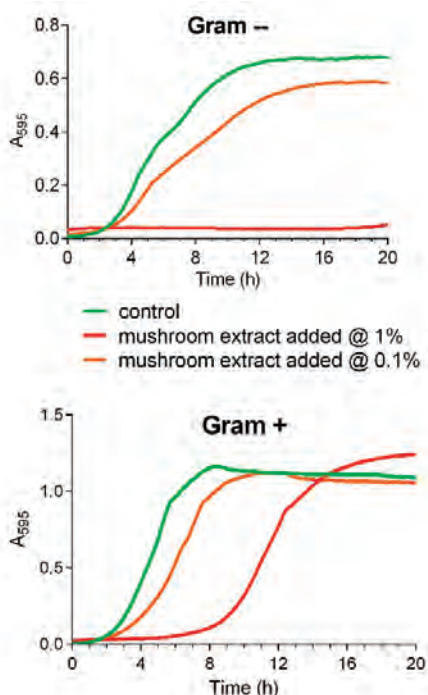 Gram --
0.8
0.6
0.4
0.2
0.0
A595
0 4 8 12 16 20
Time (h)
control
mushroom extract added @ 1%
mushroom extract added @ 0.1%
Gram +
1.5
1.0
0.5
0.0
A595
0 4 8 12 16 20
Time (h)